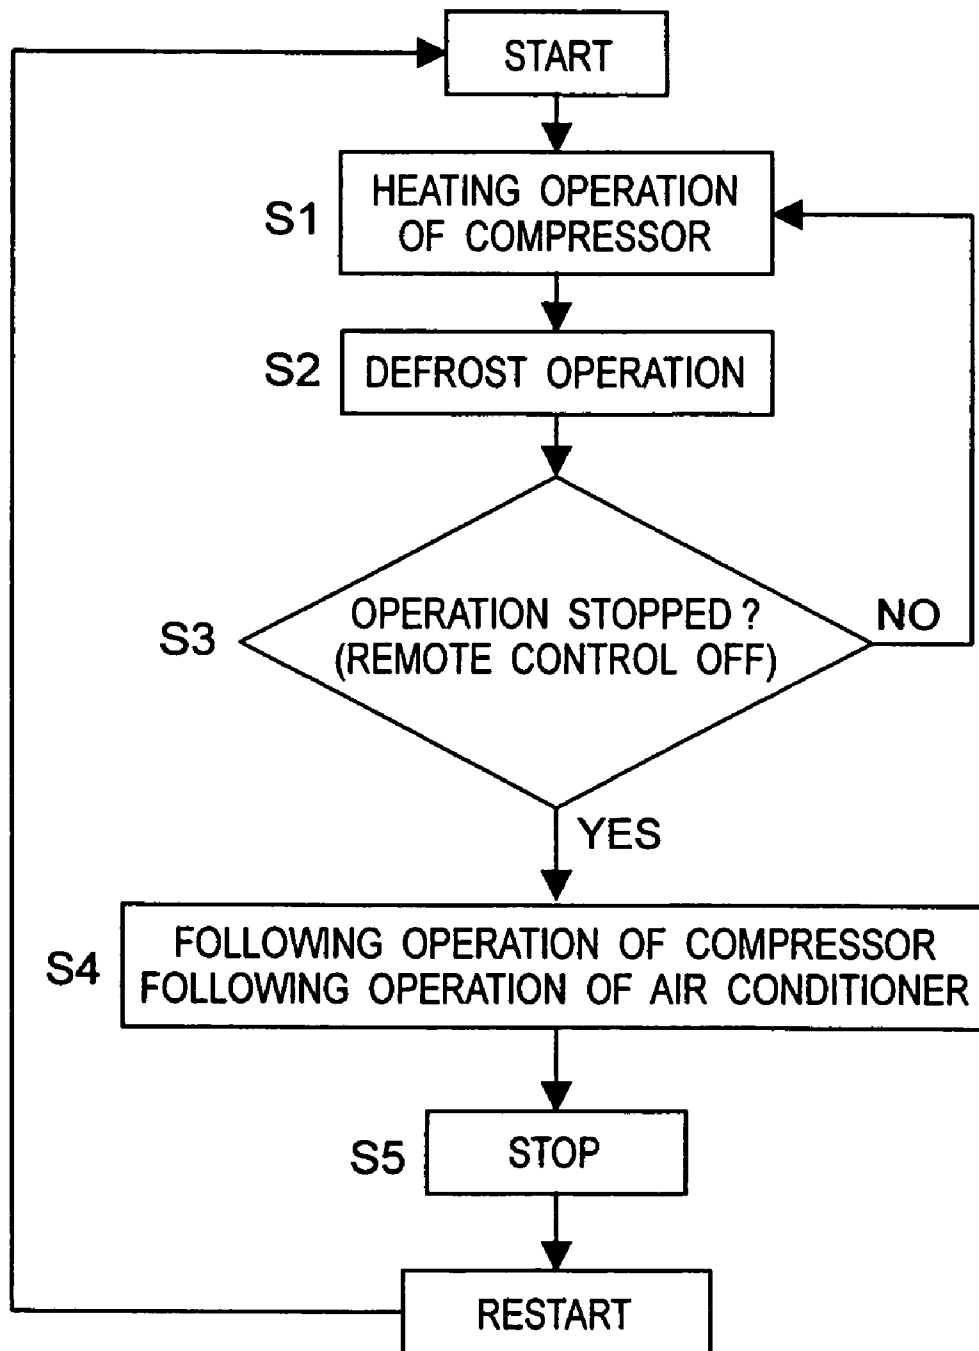 START
S1
HEATING OPERATION
OF COMPRESSOR
S2
DEFROST OPERATION
S3
OPERATION STOPPED ?
(REMOTE CONTROL OFF)
NO
YES
S4
FOLLOWING OPERATION OF COMPRESSOR
FOLLOWING OPERATION OF AIR CONDITIONER
S5
STOP
RESTART